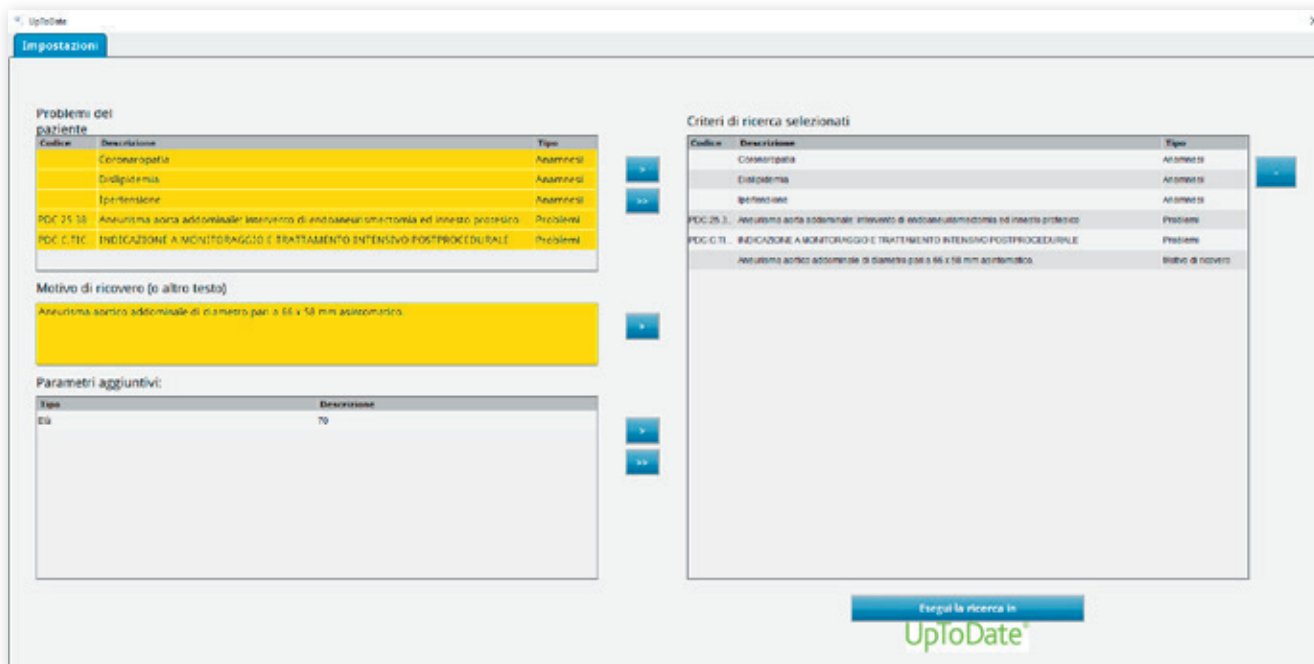 UpToDate
Impostazioni
Problemi del
paziente
Codice Descrizione Tipo
Coronaropatia Anamnesi
Dislipidemia Anamnesi
Ipertensione Anamnesi
PDC 25 38 Aneurisma aorta addominale: intervento di endoaneurismectomia ed innesto protesico Problemi
PDC C.TIC INDICAZIONE A MONITORAGGIO E TRATTAMENTO INTENSIVO POSTPROCEDURALE Problemi
Motivo di ricovero (o altro testo)
Aneurisma aortico addominale di diametro pari a 66 x 58 mm asintomatico.
Parametri aggiuntivi:
Tipo Descrizione
Età 70
>
>>
>
>
>>
Criteri di ricerca selezionati
Codice Descrizione Tipo
Coronaropatia Anamnesi
Dislipidemia Anamnesi
Ipertensione Anamnesi
PDC 25 3... Aneurisma aorta addominale: intervento di endoaneurismectomia ed innesto protesico Problemi
PDC C.TI... INDICAZIONE A MONITORAGGIO E TRATTAMENTO INTENSIVO POSTPROCEDURALE Problemi
Aneurisma aortico addominale di diametro pari a 66 x 58 mm asintomatico. Motivo di ricovero
Esegui la ricerca in
UpToDate®